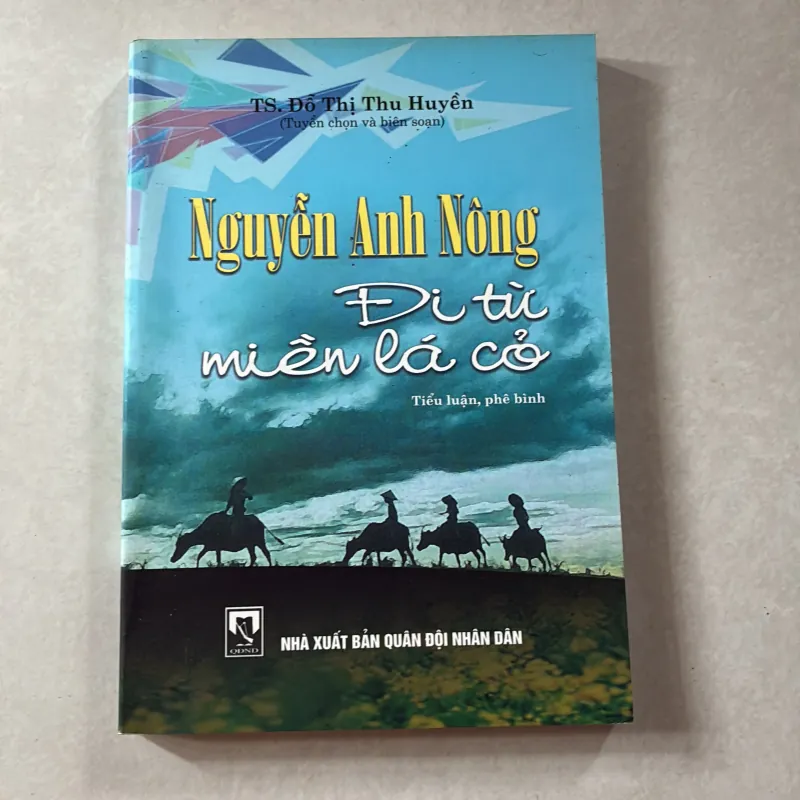 TS. Đỗ Thị Thu Huyền
(Tuyển chọn và biên soạn)
Nguyễn Anh Nông
Đi từ
miền lá cỏ
Tiểu luận, phê bình
QĐND
NHÀ XUẤT BẢN QUÂN ĐỘI NHÂN DÂN